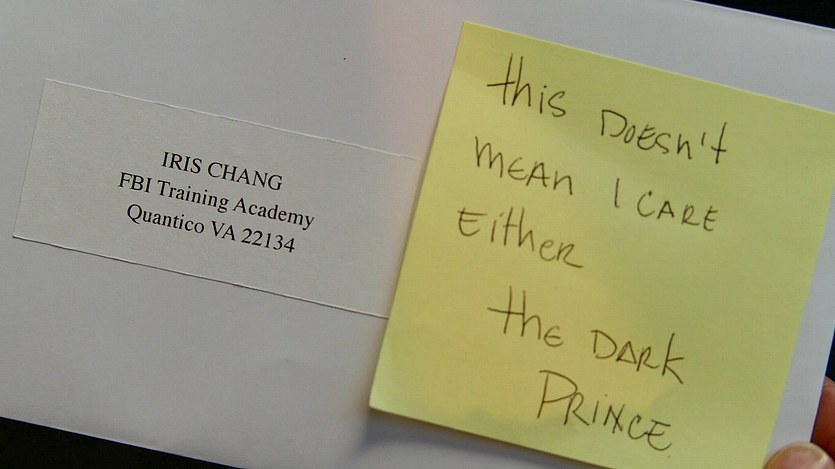 IRIS CHANG
FBI Training Academy
Quantico VA 22134
this DOESn't
mEAn I CARE
Either
the DARK
PRiNCE.